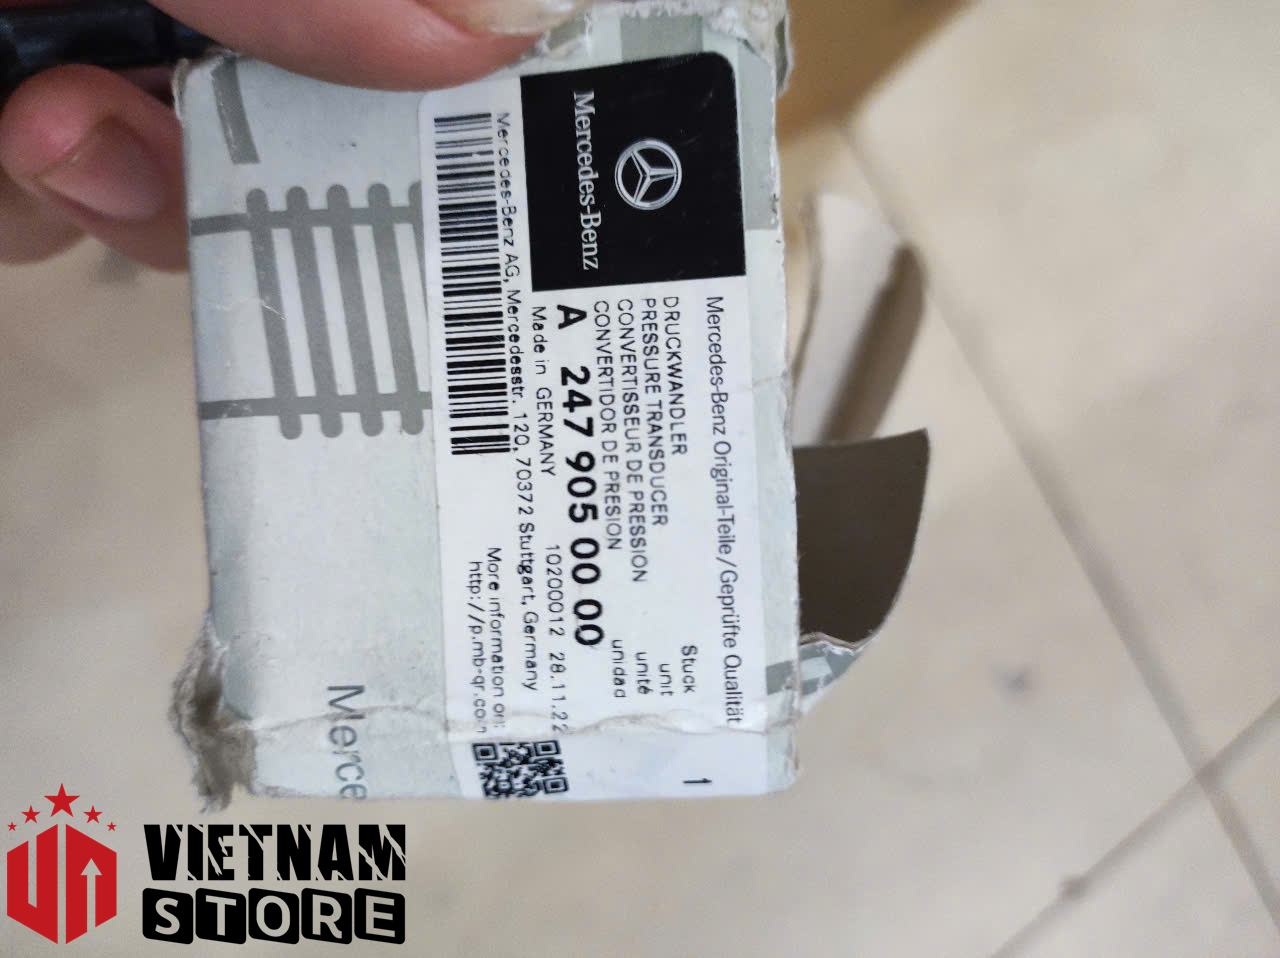 Mercedes-Benz
Mercedes-Benz Original-Teile/Geprüfte Qualität
DRUCKWANDLER
PRESSURE TRANSDUCER
CONVERTISSEUR DE PRESSION
CONVERTIDOR DE PRESION
Stuck
unit
unité
unidad
1
A 247 905 00 00
Made in GERMANY 10200012 28.11.22
Mercedes-Benz AG, Mercedesstr. 120, 70372 Stuttgart, Germany
More information on:
http://p.mb-qr.com
Merce
VIETNAM
STORE